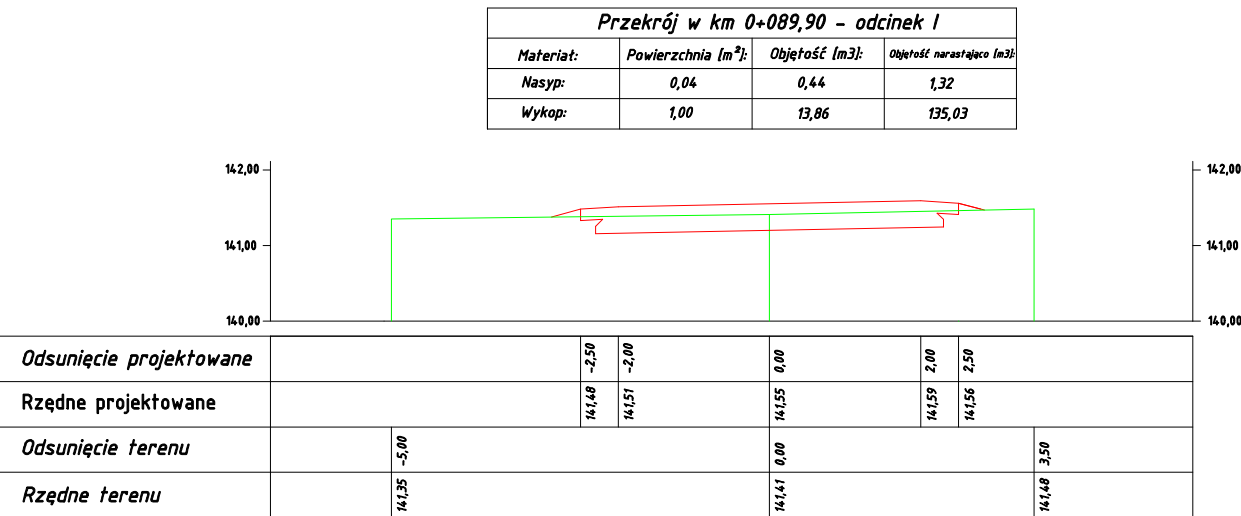 Przekrój w km 0+089,90 - odcinek I
Materiał: Powierzchnia [m²]: Objętość [m3]: Objętość narastająco [m3]:
Nasyp: 0,04 0,44 1,32
Wykop: 1,00 13,86 135,03
142,00 142,00
141,00 141,00
140,00 140,00
Odsunięcie projektowane -2,50 -2,00 0,00 2,00 2,50
Rzędne projektowane 141,48 141,51 141,55 141,59 141,56
Odsunięcie terenu -5,00 0,00 3,50
Rzędne terenu 141,35 141,41 141,48